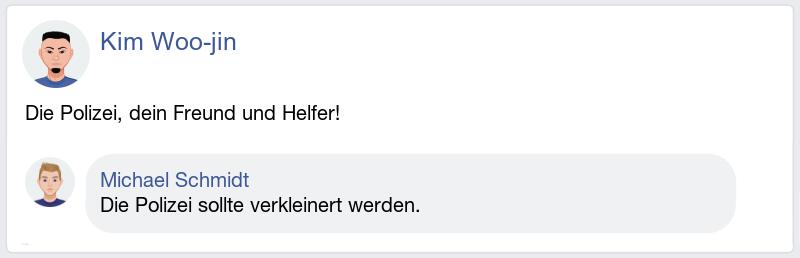 Kim Woo-jin
Die Polizei, dein Freund und Helfer!
Michael Schmidt
Die Polizei sollte verkleinert werden.